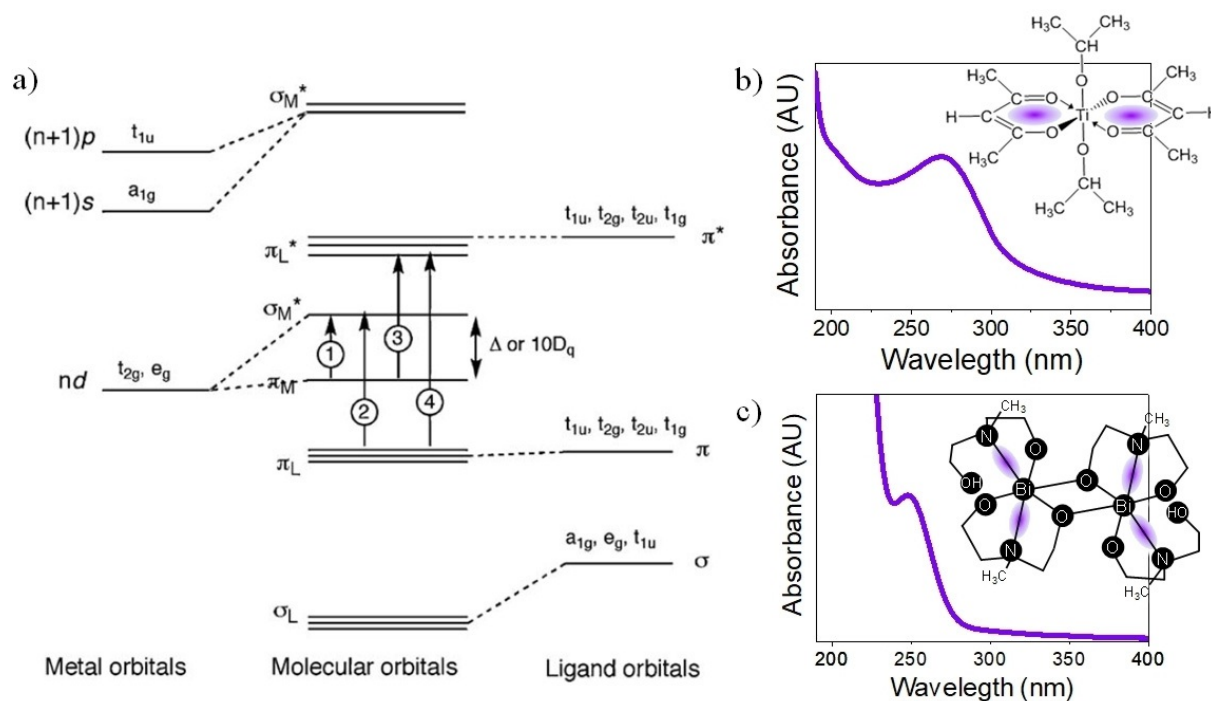 a)
σM*
(n+1)p
t1u
(n+1)s
a1g
t1u, t2g, t2u, t1g
πL*
π*
σM*
1
3
Δ or 10Dq
t2g, eg
nd
πM
2
4
t1u, t2g, t2u, t1g
πL
π
a1g, eg, t1u
σ
σL
Metal orbitals
Molecular orbitals
Ligand orbitals
b)
Absorbance (AU)
H3C
CH3
CH
O
H3C
CH3
C
O
O
C
H
C
Ti
C
H
C
O
O
C
H3C
CH3
O
CH
H3C
CH3
200
250
300
350
400
Wavelegth (nm)
c)
Absorbance (AU)
CH3
CH3
N
O
N
OH
O
O
Bi
Bi
O
O
O
HO
N
O
N
H3C
H3C
200
250
300
350
400
Wavelegth (nm)